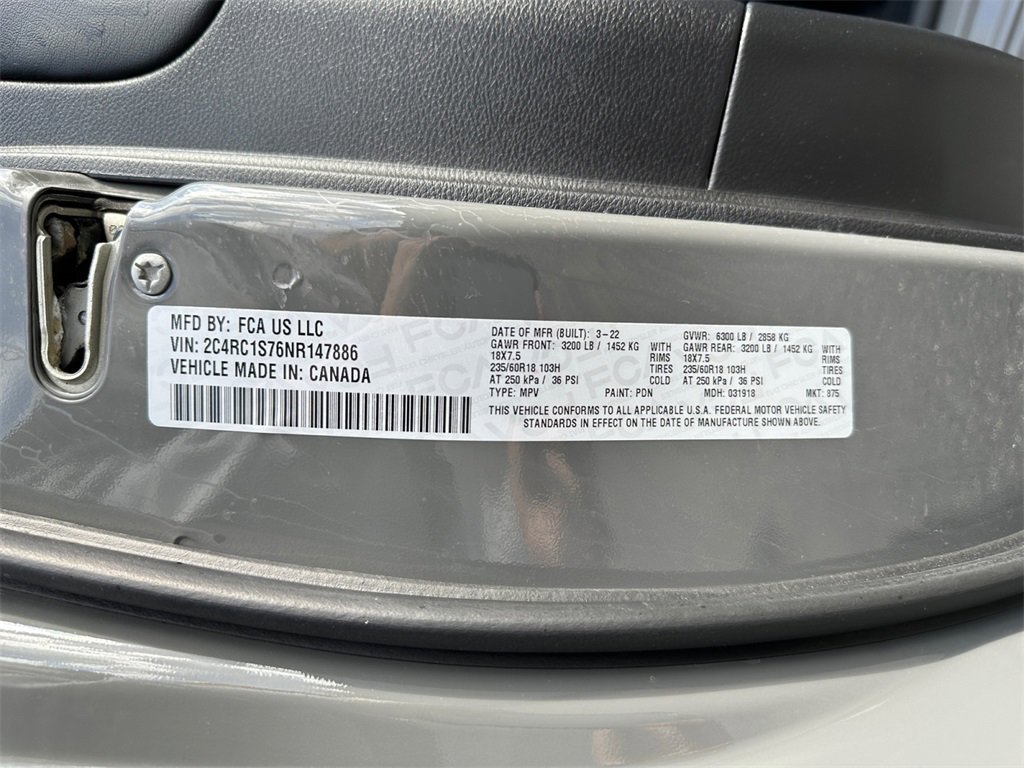 MFD BY: FCA US LLC
VIN: 2C4RC1S76NR147886
VEHICLE MADE IN: CANADA
DATE OF MFR (BUILT): 3-22 GVWR: 6300 LB / 2858 KG
GAWR FRONT: 3200 LB / 1452 KG WITH GAWR REAR: 3200 LB / 1452 KG WITH
18X7.5 RIMS 18X7.5 RIMS
235/60R18 103H TIRES 235/60R18 103H TIRES
AT 250 kPa / 36 PSI COLD AT 250 kPa / 36 PSI COLD
TYPE: MPV PAINT: PDN MDH: 031918 MKT: 875
THIS VEHICLE CONFORMS TO ALL APPLICABLE U.S.A. FEDERAL MOTOR VEHICLE SAFETY
STANDARDS IN EFFECT ON THE DATE OF MANUFACTURE SHOWN ABOVE.